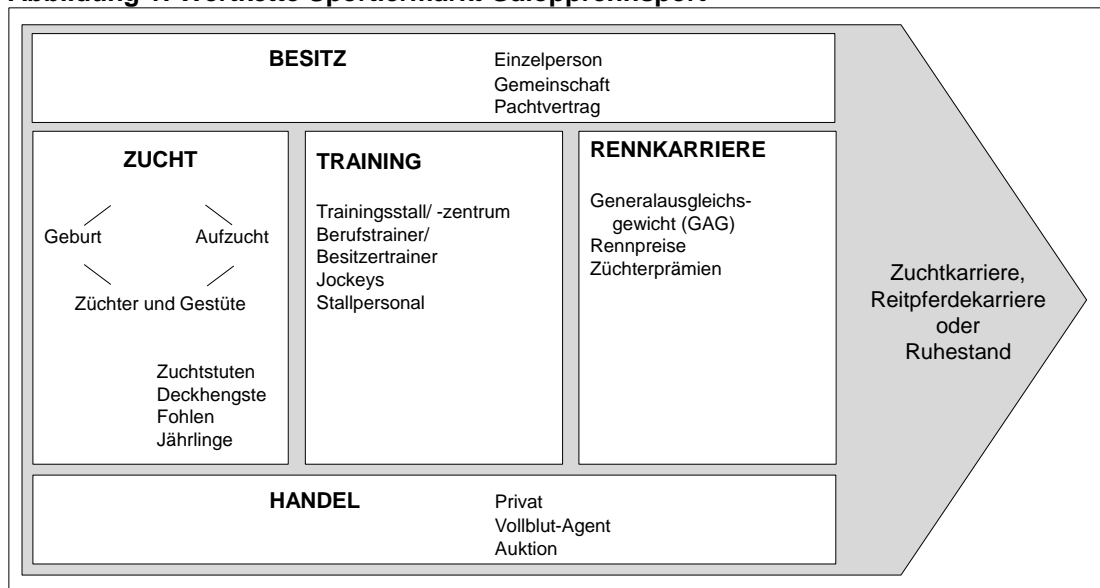 Abbildung 1: Wertkette Sporttiermarkt Galopprennsport
BESITZ
Einzelperson
Gemeinschaft
Pachtvertrag
ZUCHT
Geburt Aufzucht
Züchter und Gestüte
Zuchtstuten
Deckhengste
Fohlen
Jährlinge
TRAINING
Trainingsstall/ -zentrum
Berufstrainer/
Besitzertrainer
Jockeys
Stallpersonal
RENNKARRIERE
Generalausgleichs-
gewicht (GAG)
Rennpreise
Züchterprämien
HANDEL
Privat
Vollblut-Agent
Auktion
Zuchtkarriere,
Reitpferdekarriere
oder
Ruhestand